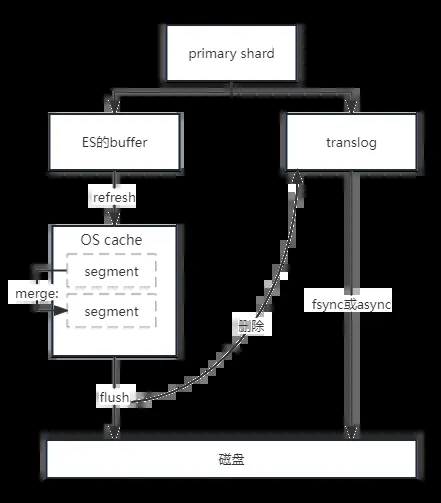 primary shard
ES的buffer
translog
refresh
OS cache
segment
merge:
segment
fsync或async
删除
flush
磁盘